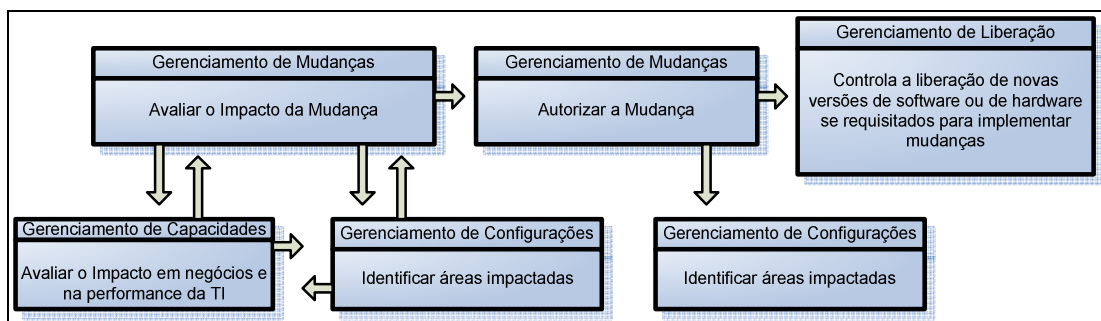 Gerenciamento de Mudanças
Avaliar o Impacto da Mudança
Gerenciamento de Mudanças
Autorizar a Mudança
Gerenciamento de Liberação
Controla a liberação de novas
versões de software ou de hardware
se requisitados para implementar
mudanças
Gerenciamento de Capacidades
Avaliar o Impacto em negócios e
na performance da TI
Gerenciamento de Configurações
Identificar áreas impactadas
Gerenciamento de Configurações
Identificar áreas impactadas